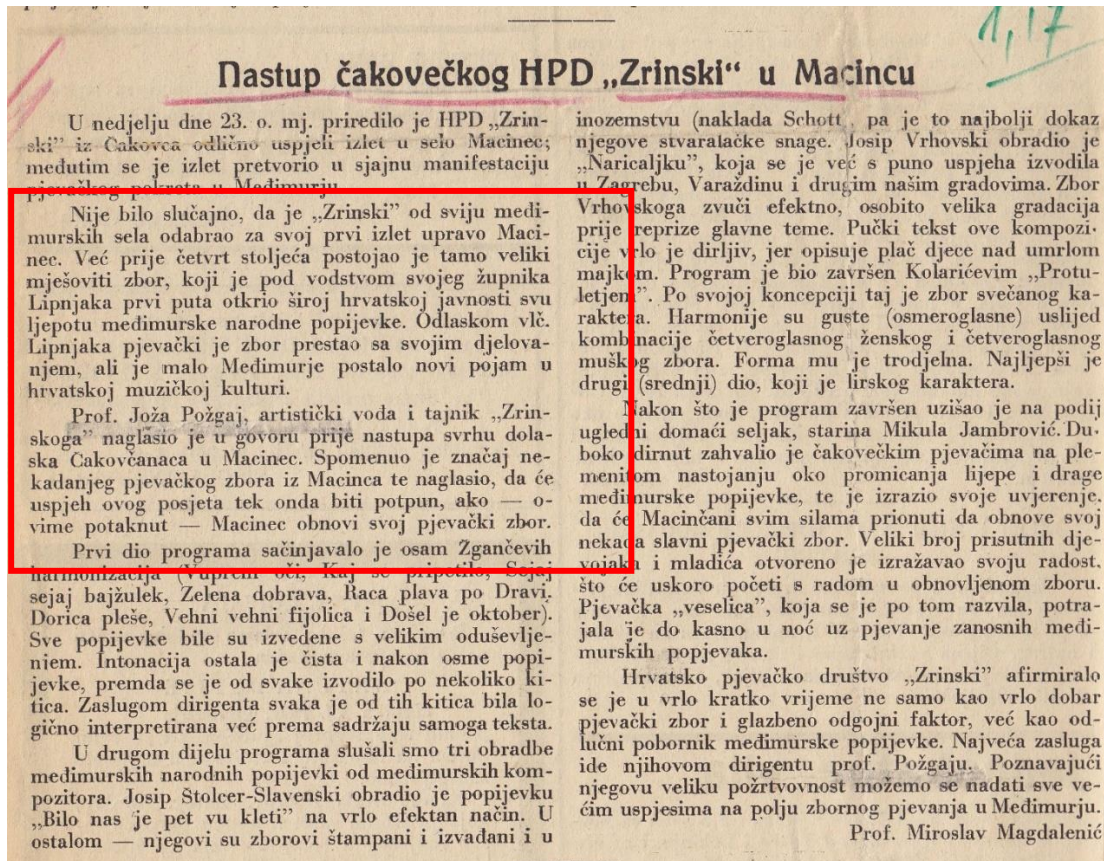 1,17
Nastup čakovečkog HPD „Zrinski“ u Macincu
U nedjelju dne 23. o. mj. priredilo je HPD „Zrin-
ski” iz Čakovca odlično uspjeli izlet u selo Macinec;
međutim se je izlet pretvorio u sjajnu manifestaciju
pjevačkog pokreta u Međimurju.
Nije bilo slučajno, da je „Zrinski” od sviju međi-
murskih sela odabrao za svoj prvi izlet upravo Maci-
nec. Već prije četvrt stoljeća postojao je tamo veliki
mješoviti zbor, koji je pod vodstvom svojeg župnika
Lipnjaka prvi puta otkrio široj hrvatskoj javnosti svu
ljepotu međimurske narodne popijevke. Odlaskom vlč.
Lipnjaka pjevački je zbor prestao sa svojim djelova-
njem, ali je malo Međimurje postalo novi pojam u
hrvatskoj muzičkoj kulturi.
Prof. Joža Požgaj, artistički vođa i tajnik „Zrin-
skoga” naglasio je u govoru prije nastupa svrhu dola-
ska Čakovčanaca u Macinec. Spomenuo je značaj ne-
kadanjeg pjevačkog zbora iz Macinca te naglasio, da će
uspjeh ovog posjeta tek onda biti potpun, ako — o-
vime potaknut — Macinec obnovi svoj pjevački zbor.
Prvi dio programa sačinjavalo je osam Žgančevih
harmonizacija (Vupreni oči, Kaj se pripetilo, Sejaj
sejaj bajžulek, Zelena dobrava, Raca plava po Dravi,
Dorica pleše, Vehni vehni fijolica i Došel je oktober).
Sve popijevke bile su izvedene s velikim oduševlje-
njem. Intonacija ostala je čista i nakon osme popi-
jevke, premda se je od svake izvodilo po nekoliko ki-
tica. Zaslugom dirigenta svaka je od tih kitica bila lo-
gično interpretirana već prema sadržaju samoga teksta.
U drugom dijelu programa slušali smo tri obradbe
međimurskih narodnih popijevki od međimurskih kom-
pozitora. Josip Štolcer-Slavenski obradio je popijevku
„Bilo nas je pet vu kleti” na vrlo efektan način. U
ostalom — njegovi su zborovi štampani i izvađani i u
inozemstvu (naklada Schott , pa je to najbolji dokaz
njegove stvaralačke snage. Josip Vrhovski obradio je
„Naricaljku”, koja se je već s puno uspjeha izvodila
u Zagrebu, Varaždinu i drugim našim gradovima. Zbor
Vrhovskoga zvuči efektno, osobito velika gradacija
prije reprize glavne teme. Pučki tekst ove kompozi-
cije vrlo je dirljiv, jer opisuje plač djece nad umrlom
majkom. Program je bio završen Kolarićevim „Protu-
letjem”. Po svojoj koncepciji taj je zbor svečanog ka-
raktera. Harmonije su guste (osmeroglasne) uslijed
kombinacije četveroglasnog ženskog i četveroglasnog
muškog zbora. Forma mu je trodjelna. Najljepši je
drugi (srednji) dio, koji je lirskog karaktera.
Nakon što je program završen uzišao je na podij
ugledni domaći seljak, starina Mikula Jambrović. Du-
boko dirnut zahvalio je čakovečkim pjevačima na ple-
menitom nastojanju oko promicanja lijepe i drage
međimurske popijevke, te je izrazio svoje uvjerenje,
da će Macinčani svim silama prionuti da obnove svoj
nekada slavni pjevački zbor. Veliki broj prisutnih dje-
vojaka i mladića otvoreno je izražavao svoju radost,
što će uskoro početi s radom u obnovljenom zboru.
Pjevačka „veselica”, koja se je po tom razvila, potra-
jala je do kasno u noć uz pjevanje zanosnih međi-
murskih popjevaka.
Hrvatsko pjevačko društvo „Zrinski” afirmiralo
se je u vrlo kratko vrijeme ne samo kao vrlo dobar
pjevački zbor i glazbeno odgojni faktor, već kao od-
lučni pobornik međimurske popijevke. Najveća zasluga
ide njihovom dirigentu prof. Požgaju. Poznavajući
njegovu veliku požrtvovnost možemo se nadati sve ve-
ćim uspjesima na polju zbornog pjevanja u Međimurju.
Prof. Miroslav Magdalenić